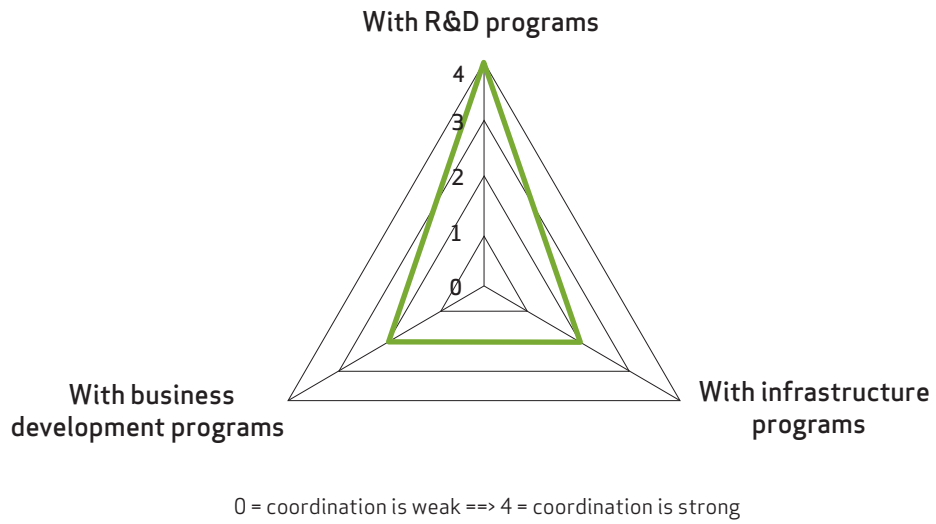 With R&D programs
4
3
2
1
0
With business
development programs
With infrastructure
programs
0 = coordination is weak ==> 4 = coordination is strong